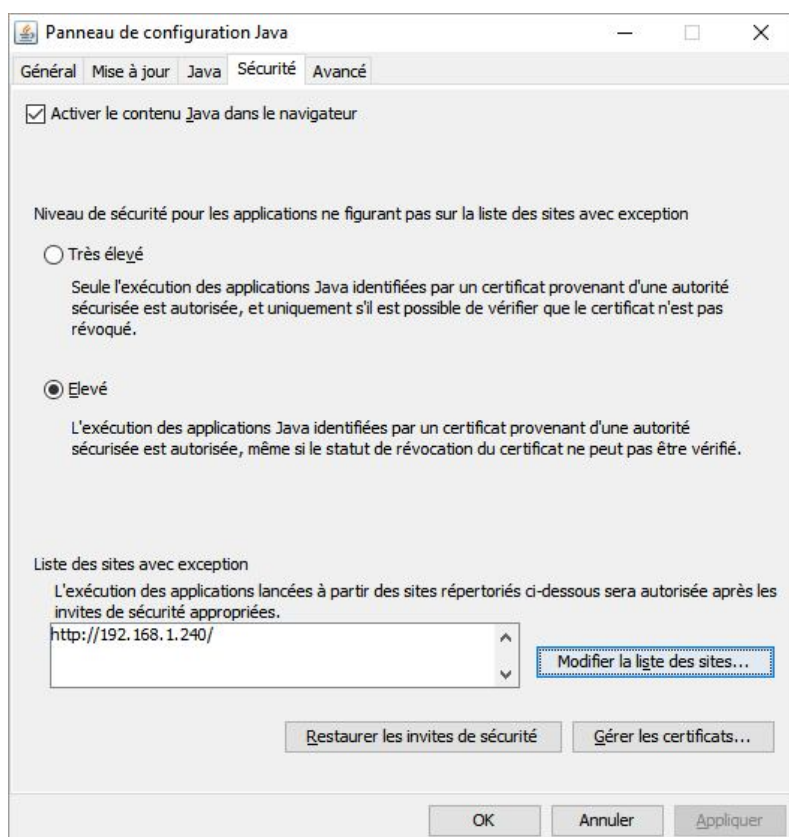 Panneau de configuration Java
Général Mise à jour Java Sécurité Avancé
Activer le contenu Java dans le navigateur
Niveau de sécurité pour les applications ne figurant pas sur la liste des sites avec exception
Très élevé
Seule l'exécution des applications Java identifiées par un certificat provenant d'une autorité
sécurisée est autorisée, et uniquement s'il est possible de vérifier que le certificat n'est pas
révoqué.
Elevé
L'exécution des applications Java identifiées par un certificat provenant d'une autorité
sécurisée est autorisée, même si le statut de révocation du certificat ne peut pas être vérifié.
Liste des sites avec exception
L'exécution des applications lancées à partir des sites répertoriés ci-dessous sera autorisée après les
invites de sécurité appropriées.
http://192.168.1.240/
Modifier la liste des sites...
Restaurer les invites de sécurité Gérer les certificats...
OK Annuler Appliquer